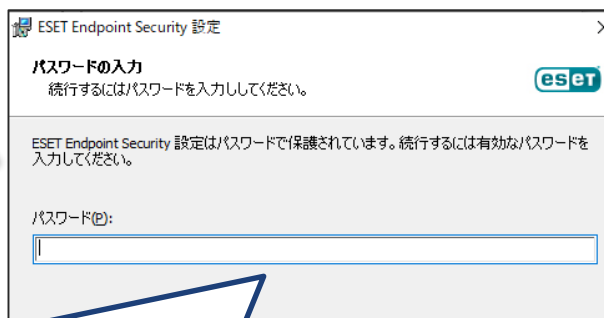 ESET Endpoint Security 設定
パスワードの入力
続行するにはパスワードを入力ししてください。
eset
ESET Endpoint Security 設定はパスワードで保護されています。続行するには有効なパスワードを
入力してください。
パスワード(P):